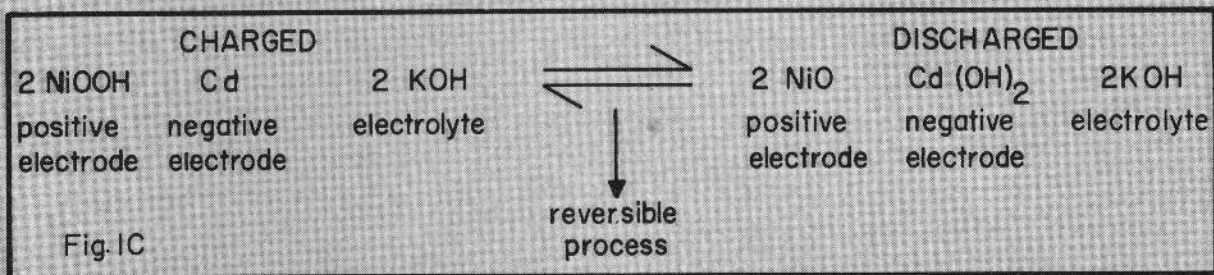 CHARGED DISCHARGED
2 NiOOH Cd 2 KOH 2 NiO Cd (OH)2 2KOH
positive negative electrolyte positive negative electrolyte
electrode electrode electrode electrode
reversible
process
Fig. 1C